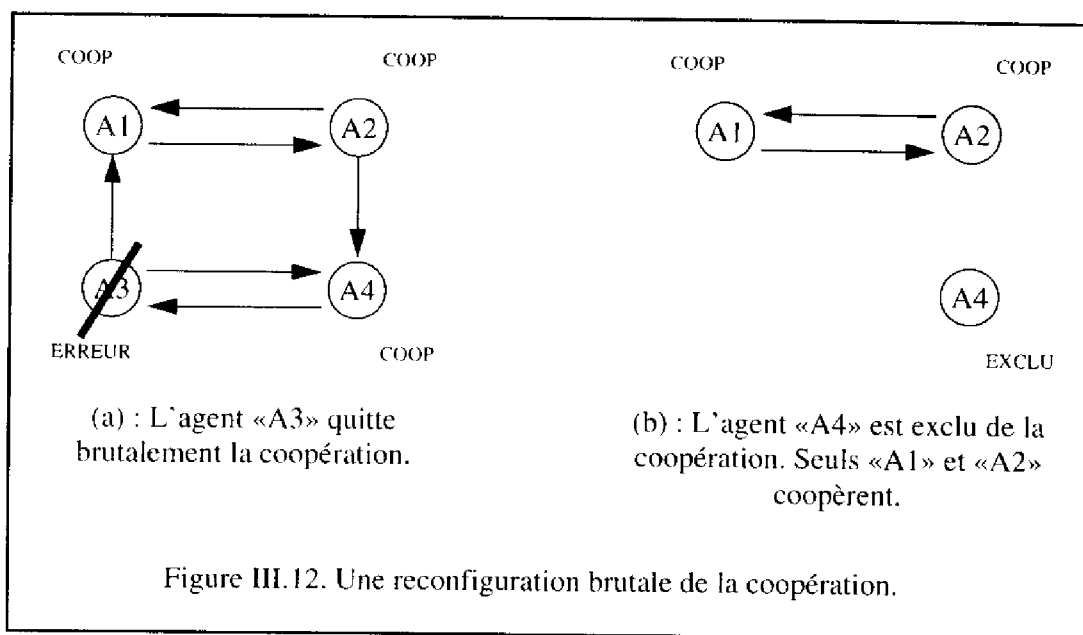 COOP
COOP
A1
A2
A3
A4
ERREUR
COOP
(a) : L'agent «A3» quitte
brutalement la coopération.
COOP
COOP
A1
A2
A4
EXCLU
(b) : L'agent «A4» est exclu de la
coopération. Seuls «A1» et «A2»
coopèrent.
Figure III.12. Une reconfiguration brutale de la coopération.